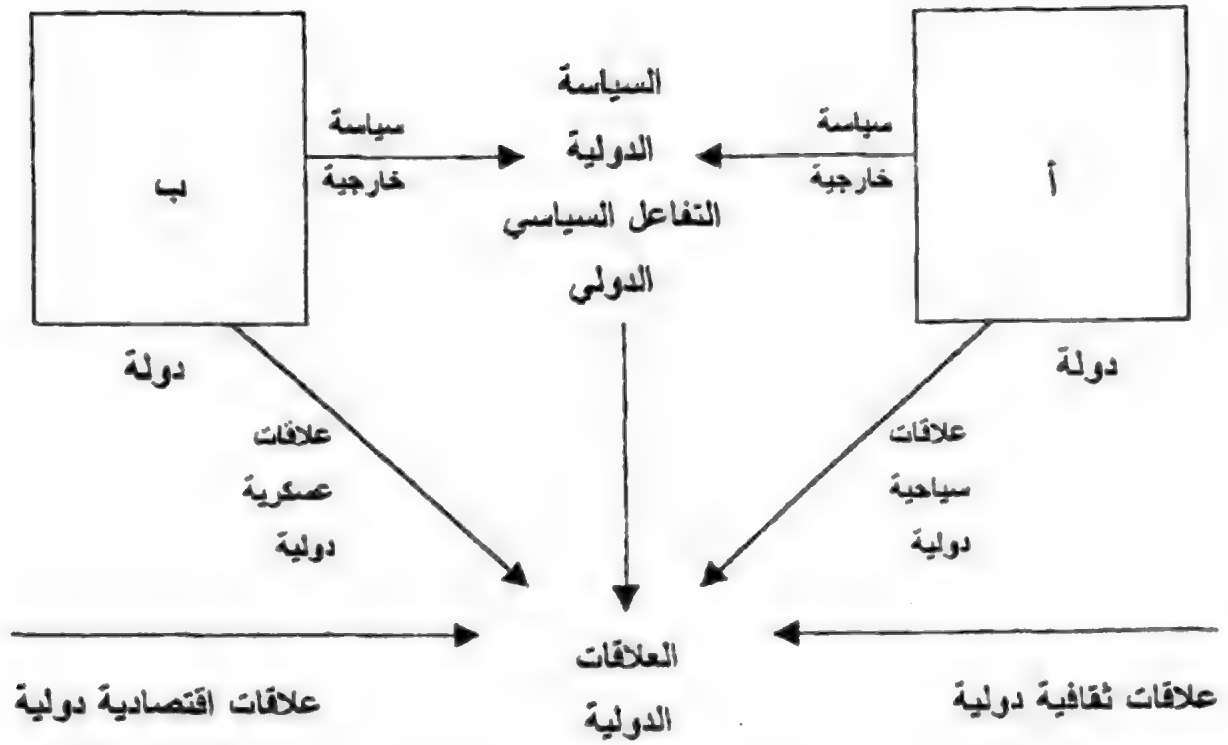 السياسة
الدولية
التفاعل السياسي
الدولي
أ
دولة
سياسة
خارجية
ب
دولة
سياسة
خارجية
علاقات
سياحية
دولية
علاقات
عسكرية
دولية
العلاقات
الدولية
علاقات ثقافية دولية
علاقات اقتصادية دولية